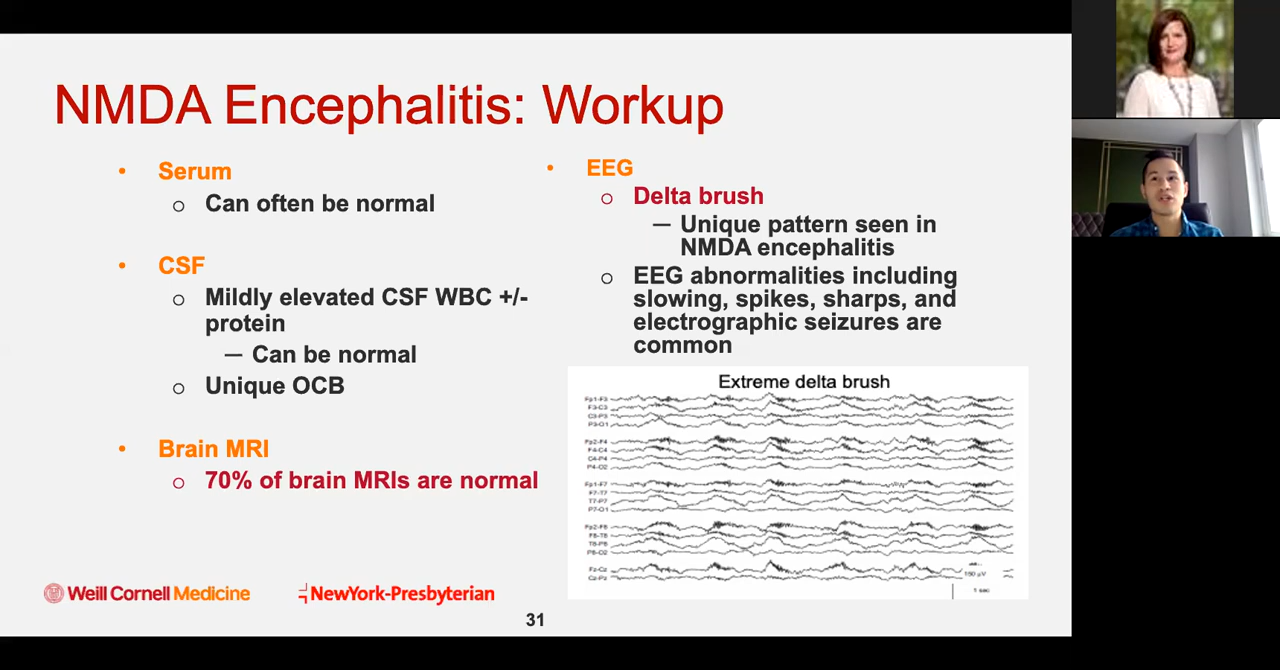 NMDA Encephalitis: Workup
• Serum
o Can often be normal
• CSF
o Mildly elevated CSF WBC +/-
protein
— Can be normal
o Unique OCB
• Brain MRI
o 70% of brain MRIs are normal
• EEG
o Delta brush
— Unique pattern seen in
NMDA encephalitis
o EEG abnormalities including
slowing, spikes, sharps, and
electrographic seizures are
common
Extreme delta brush
Fp1-F3
F3-C3
C3-P3
P3-O1
Fp2-F4
F4-C4
C4-P4
P4-O2
Fp1-F7
F7-T7
T7-P7
P7-O1
Fp2-F8
F8-T8
T8-P8
P8-O2
Fz-Cz
Cz-Pz
150 µV
1 sec
Weill Cornell Medicine
NewYork-Presbyterian
31